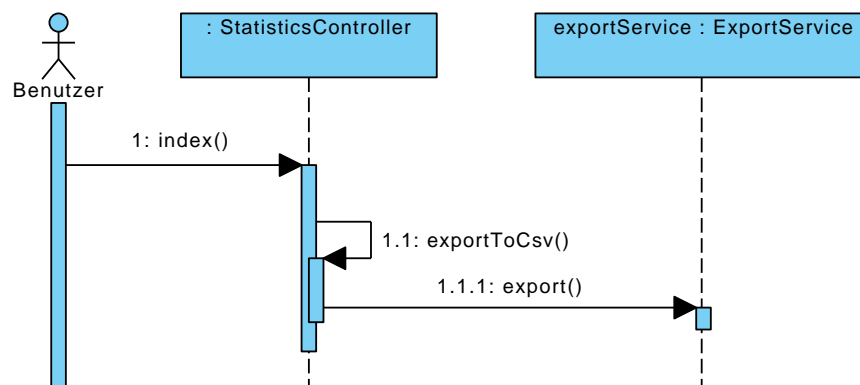 : StatisticsController
exportService : ExportService
Benutzer
1: index()
1.1: exportToCsv()
1.1.1: export()